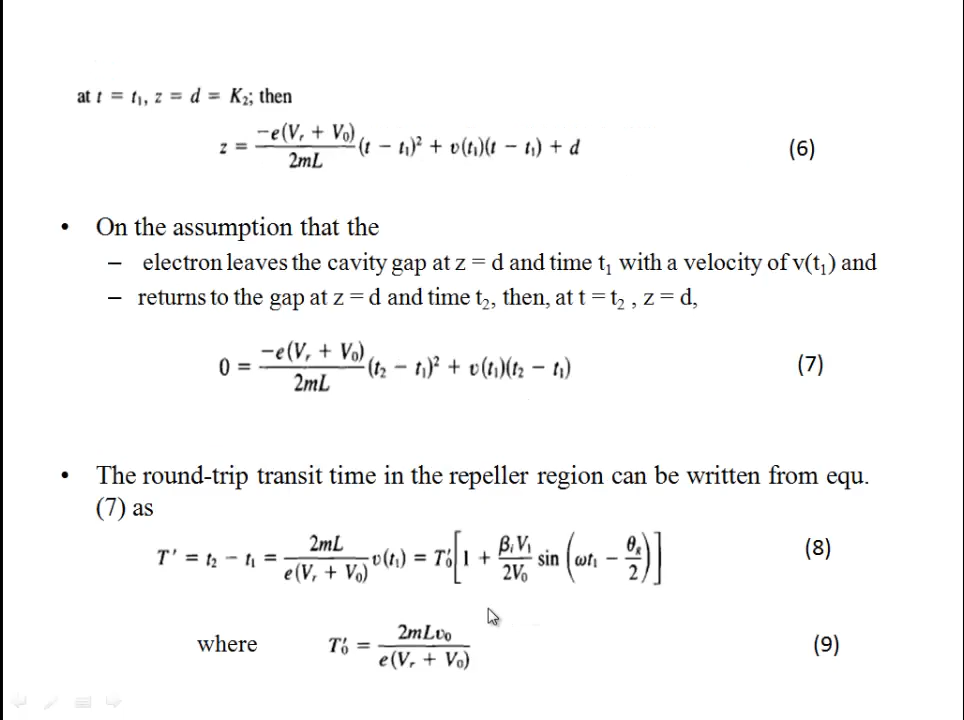 at t = t₁, z = d = K₂; then
z = −e(Vᵣ + V₀)/2mL (t − t₁)² + v(t₁)(t − t₁) + d (6)
• On the assumption that the
– electron leaves the cavity gap at z = d and time t₁ with a velocity of v(t₁) and
– returns to the gap at z = d and time t₂, then, at t = t₂ , z = d,
0 = −e(Vᵣ + V₀)/2mL (t₂ − t₁)² + v(t₁)(t₂ − t₁) (7)
• The round-trip transit time in the repeller region can be written from equ.
(7) as
T′ = t₂ − t₁ = 2mL/e(Vᵣ + V₀) v(t₁) = T₀′[1 + βᵢV₁/2V₀ sin (ωt₁ − θg/2)] (8)
where T₀′ = 2mLv₀/e(Vᵣ + V₀) (9)